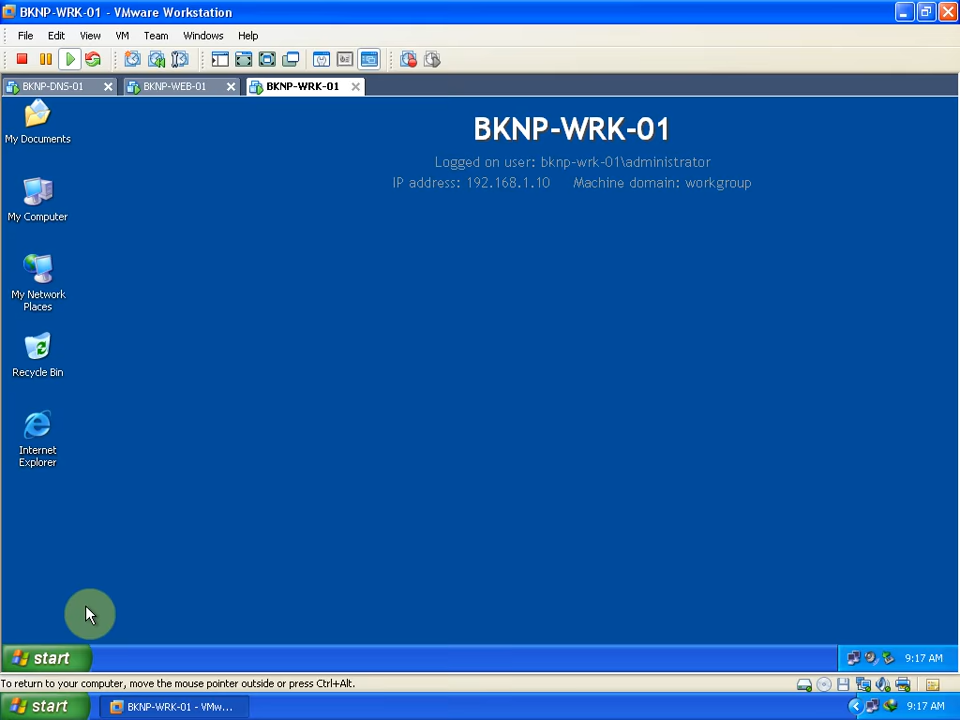 BKNP-WRK-01 - VMware Workstation
File Edit View VM Team Windows Help
BKNP-DNS-01 BKNP-WEB-01 BKNP-WRK-01
My Documents
My Computer
My Network
Places
Recycle Bin
Internet
Explorer
BKNP-WRK-01
Logged on user: bknp-wrk-01\administrator
IP address: 192.168.1.10 Machine domain: workgroup
start 9:17 AM
To return to your computer, move the mouse pointer outside or press Ctrl+Alt.
start BKNP-WRK-01 - VMw... 9:17 AM